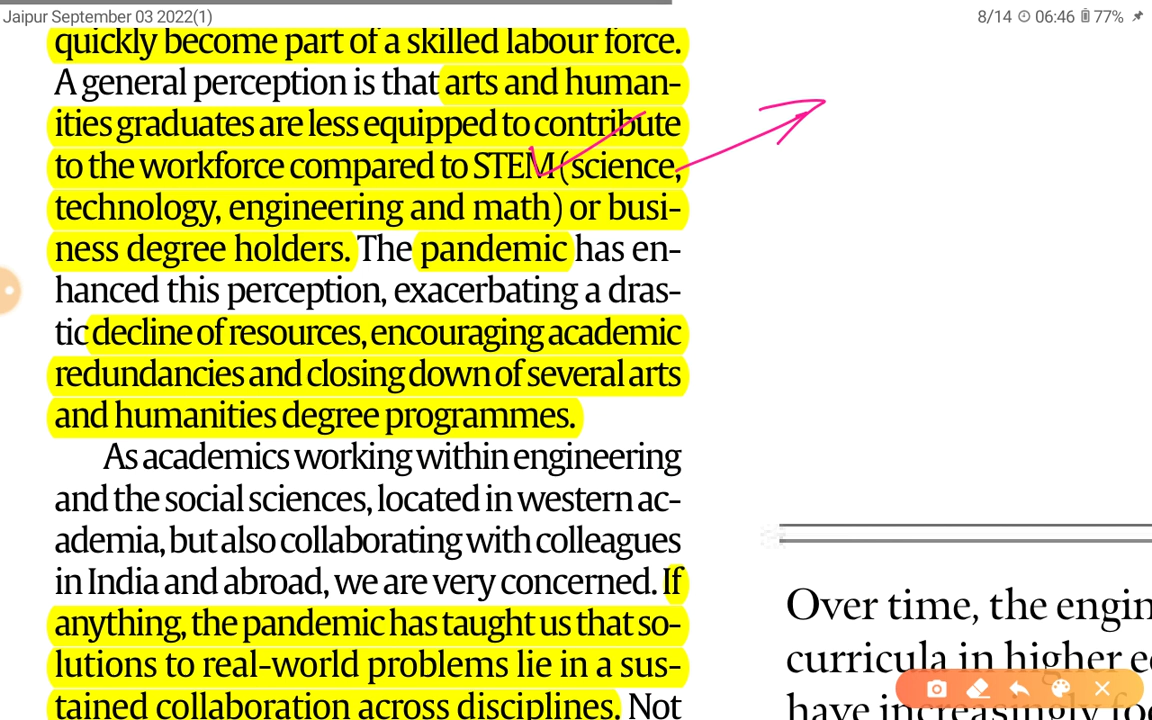 Jaipur September 03 2022(1)
8/14 06:46 77%
quickly become part of a skilled labour force.
A general perception is that arts and human-
ities graduates are less equipped to contribute
to the workforce compared to STEM (science,
technology, engineering and math) or busi-
ness degree holders. The pandemic has en-
hanced this perception, exacerbating a dras-
tic decline of resources, encouraging academic
redundancies and closing down of several arts
and humanities degree programmes.
As academics working within engineering
and the social sciences, located in western ac-
ademia, but also collaborating with colleagues
in India and abroad, we are very concerned. If
anything, the pandemic has taught us that so-
lutions to real-world problems lie in a sus-
tained collaboration across disciplines. Not
Over time, the engin
curricula in higher e
have increasingly fo